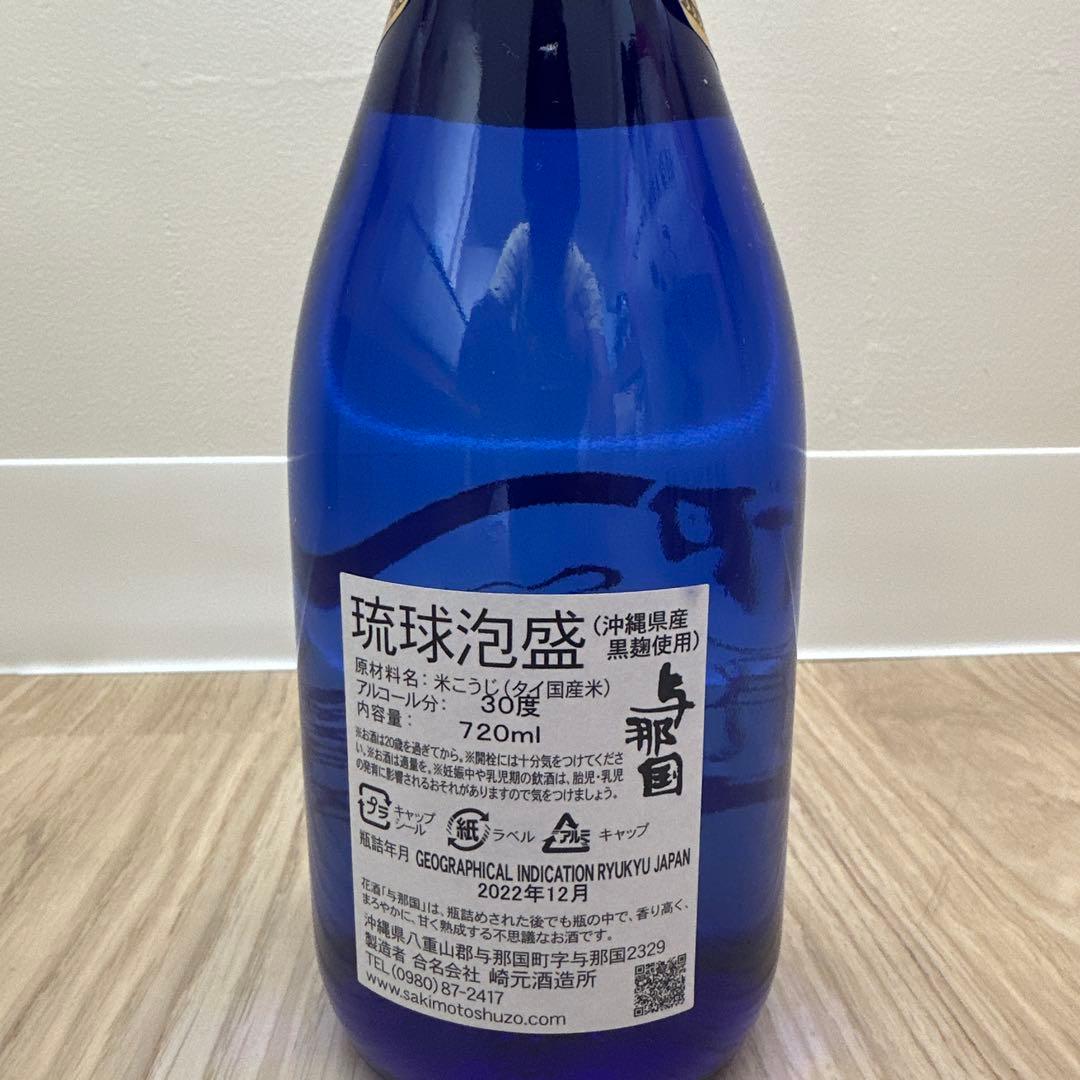 琉球泡盛(沖縄県産
黒麹使用)
原材料名: 米こうじ(タイ国産米)
アルコール分: 30度
内容量: 720ml
与那国
※お酒は20歳を過ぎてから。※開栓には十分気をつけてくださ
い。※お酒は適量を。※妊娠中や乳児期の飲酒は、胎児・乳児
の発育に影響されるおそれがありますので気をつけましょう。
プラ キャップ
シール
紙 ラベル
アルミ キャップ
瓶詰年月 GEOGRAPHICAL INDICATION RYUKYU JAPAN
2022年12月
花酒「与那国」は、瓶詰めされた後でも瓶の中で、香り高く、
まろやかに、甘く熟成する不思議なお酒です。
沖縄県八重山郡与那国町字与那国2329
製造者 合名会社 崎元酒造所
TEL(0980)87-2417
www.sakimotoshuzo.com